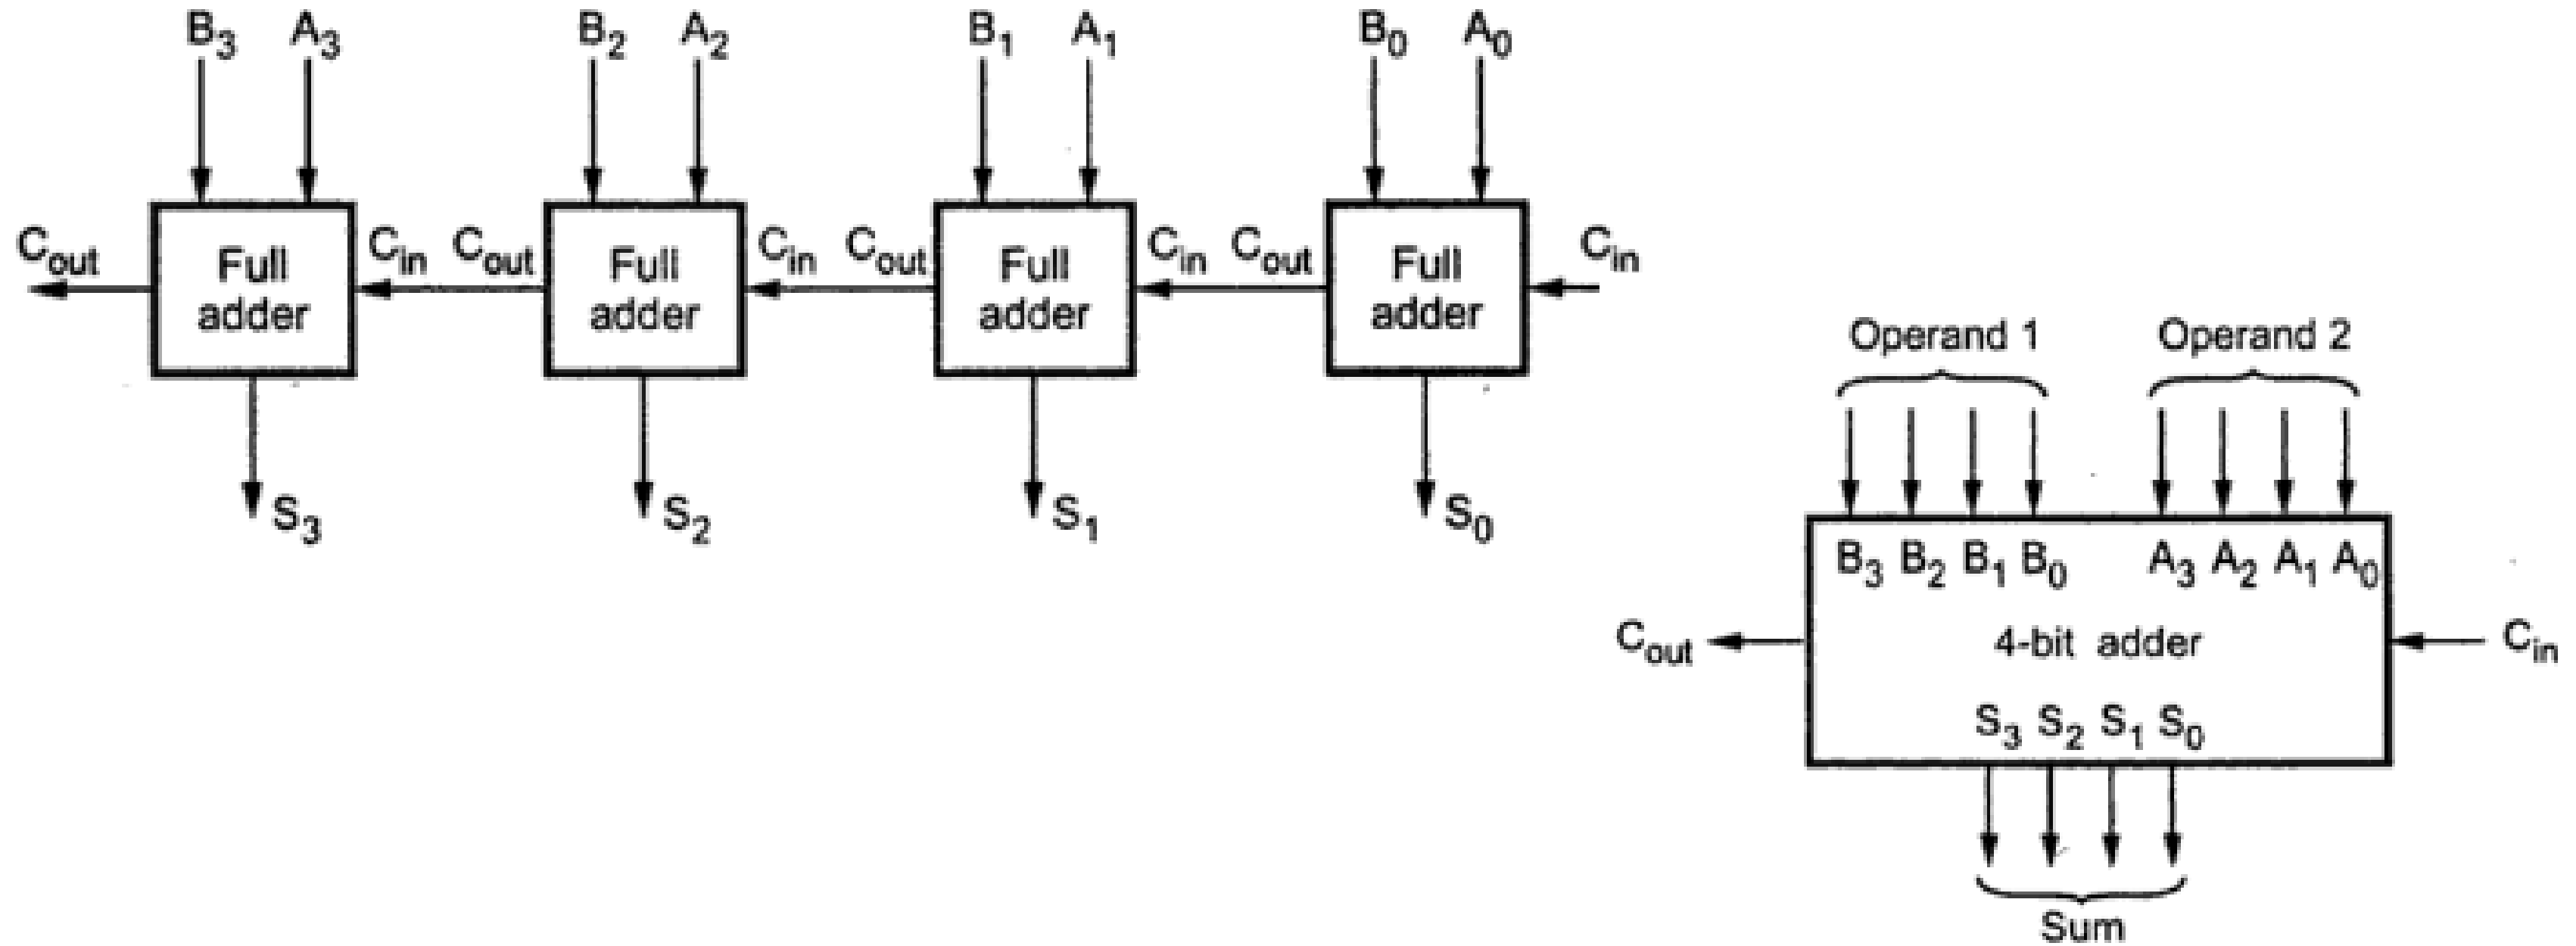 B3 A3 B2 A2 B1 A1 B0 A0
Cout Full adder Cin Cout Full adder Cin Cout Full adder Cin Cout Full adder Cin
S3 S2 S1 S0
Operand 1 Operand 2
B3 B2 B1 B0 A3 A2 A1 A0
Cout 4-bit adder Cin
S3 S2 S1 S0
Sum